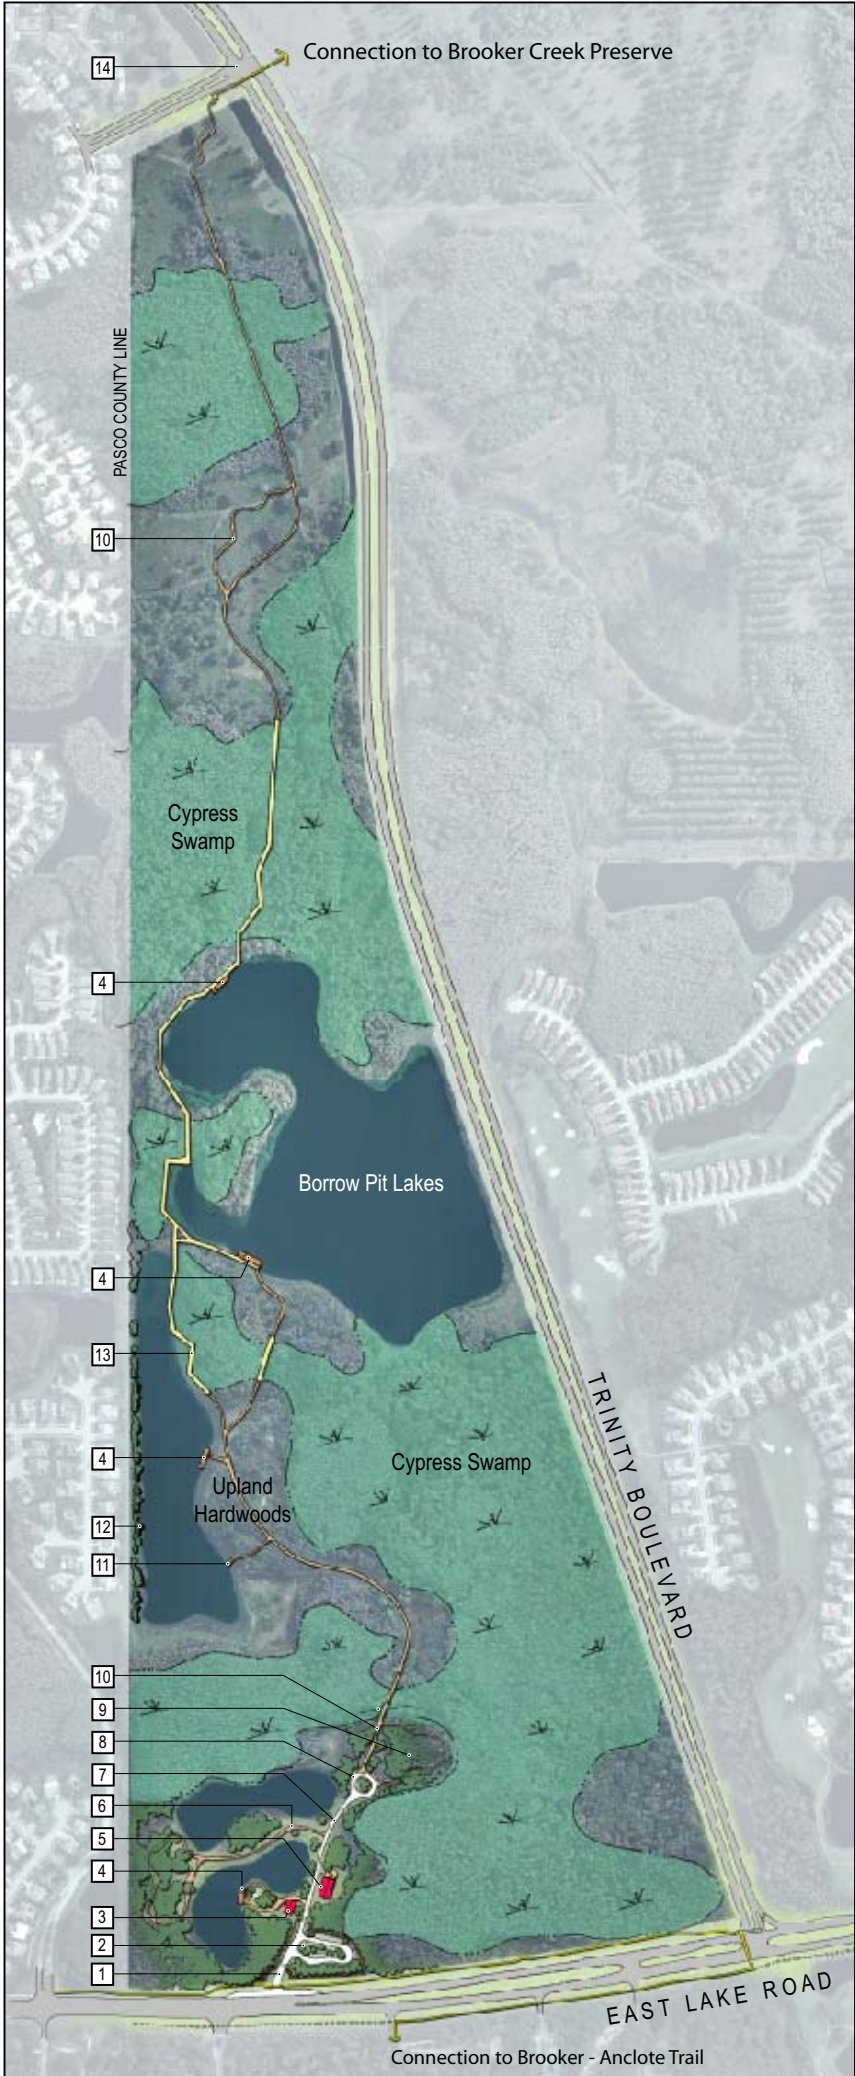 14
Connection to Brooker Creek Preserve
PASCO COUNTY LINE
10
Cypress
Swamp
4
Borrow Pit Lakes
4
13
TRINITY BOULEVARD
4
Cypress Swamp
Upland
Hardwoods
12
11
10
9
8
7
6
5
4
3
2
1
EAST LAKE ROAD
Connection to Brooker - Anclote Trail